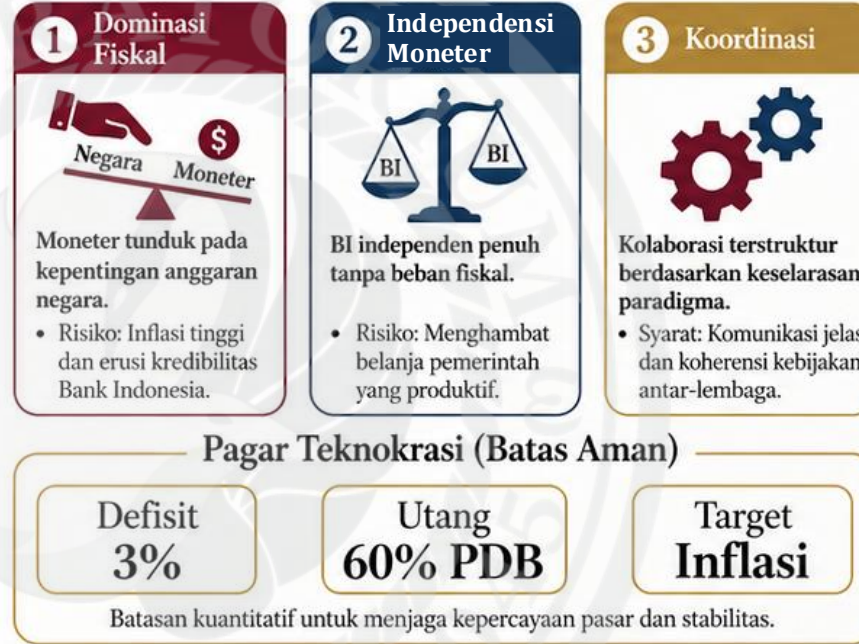 1 Dominasi
Fiskal
Negara Moneter
$
Moneter tunduk pada
kepentingan anggaran
negara.
• Risiko: Inflasi tinggi
dan erusi kredibilitas
Bank Indonesia.
2 Independensi
Moneter
BI BI
BI independen penuh
tanpa beban fiskal.
• Risiko: Menghambat
belanja pemerintah
yang produktif.
3 Koordinasi
Kolaborasi terstruktur
berdasarkan keselarasan
paradigma.
• Syarat: Komunikasi jelas
dan koherensi kebijakan
antar-lembaga.
Pagar Teknokrasi (Batas Aman)
Defisit
3%
Utang
60% PDB
Target
Inflasi
Batasan kuantitatif untuk menjaga kepercayaan pasar dan stabilitas.